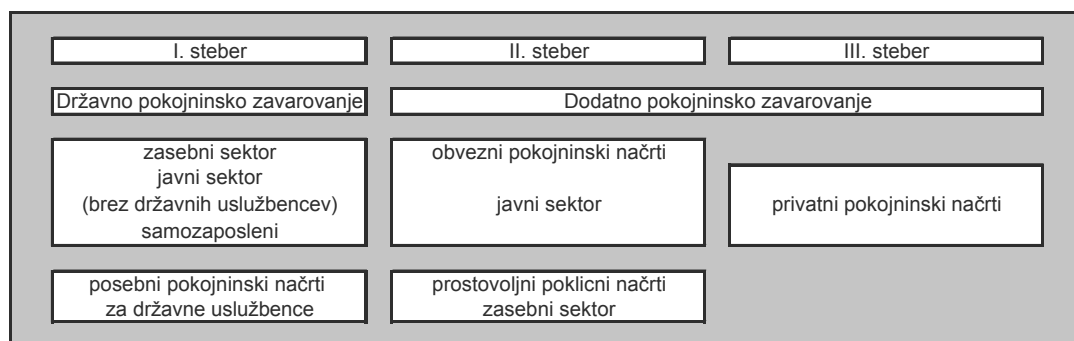 I. steber
II. steber
III. steber
Državno pokojninsko zavarovanje
Dodatno pokojninsko zavarovanje
zasebni sektor
javni sektor
(brez državnih uslužbencev)
samozaposleni
obvezni pokojninski načrti
javni sektor
privatni pokojninski načrti
posebni pokojninski načrti
za državne uslužbence
prostovoljni poklicni načrti
zasebni sektor